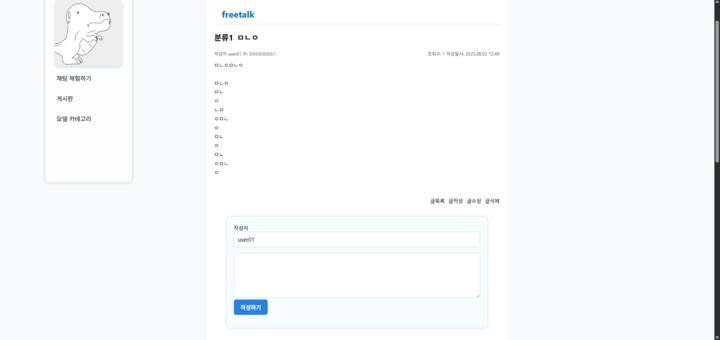 채팅 체험하기
게시판
모델 카테고리
freetalk
분류1 ㅁㄴㅇ
작성자:user01 IP: 0:0:0:0:0:0:0:1
조회수: 1 작성일시: 2023.08.02 12:49
ㅁㄴㅇㅁㄴㅇ
ㅁㄴㅇ
ㅁㄴ
ㅇ
ㄴㅁ
ㅇㅁㄴ
ㅇ
ㅁㄴ
ㅇ
ㅁㄴ
ㅇㅁㄴ
ㅇ
글목록 글작성 글수정 글삭제
작성자
user01
작성하기